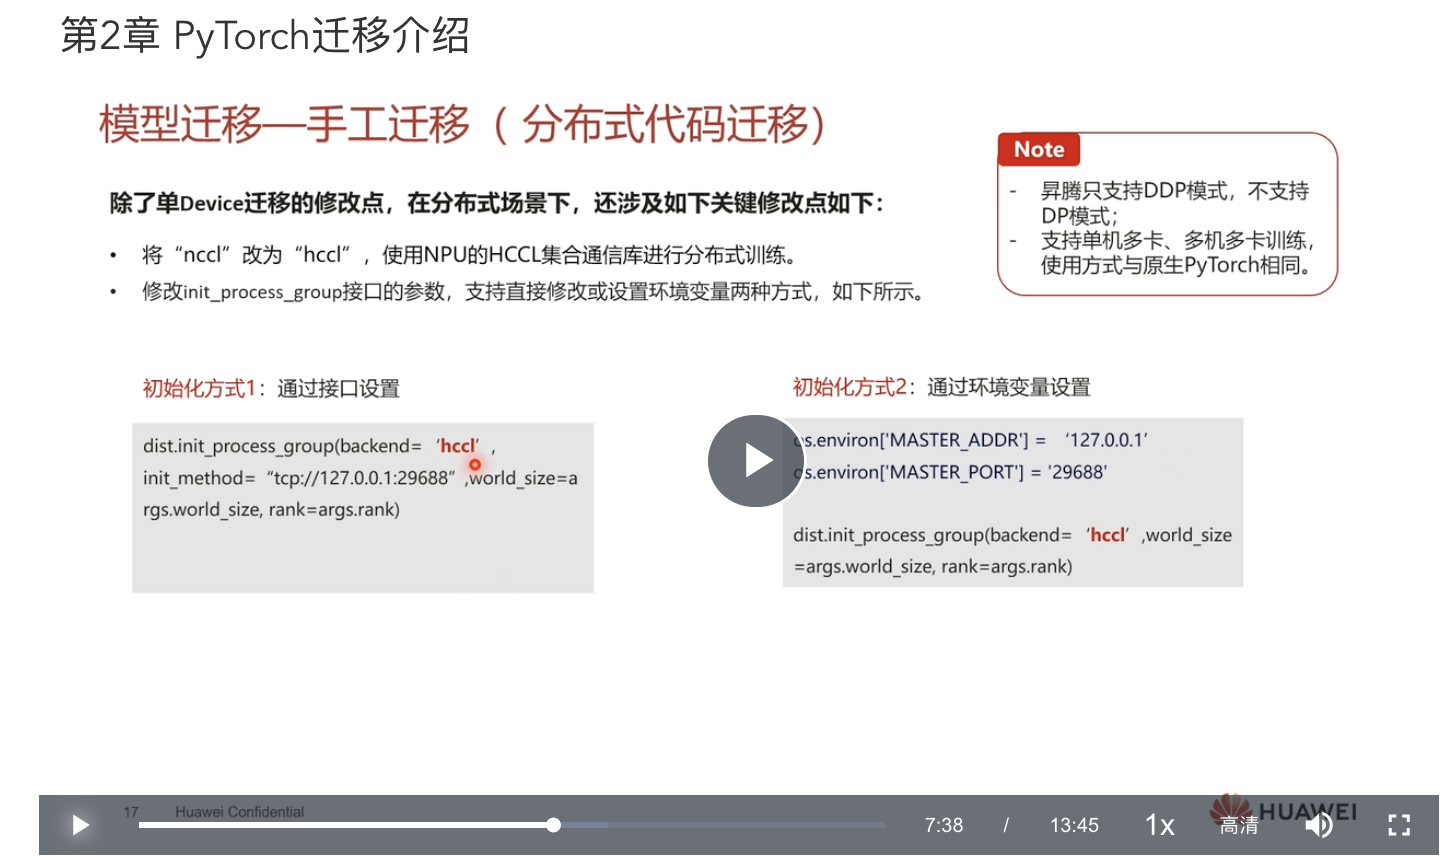 第2章 PyTorch迁移介绍
模型迁移—手工迁移（ 分布式代码迁移）
Note
- 昇腾只支持DDP模式，不支持
DP模式；
- 支持单机多卡、多机多卡训练，
使用方式与原生PyTorch相同。
除了单Device迁移的修改点，在分布式场景下，还涉及如下关键修改点如下：
• 将“nccl”改为“hccl”，使用NPU的HCCL集合通信库进行分布式训练。
• 修改init_process_group接口的参数，支持直接修改或设置环境变量两种方式，如下所示。
初始化方式1：通过接口设置
dist.init_process_group(backend= ‘hccl’,
init_method= “tcp://127.0.0.1:29688” ,world_size=a
rgs.world_size, rank=args.rank)
初始化方式2：通过环境变量设置
os.environ['MASTER_ADDR'] = ‘127.0.0.1’
os.environ['MASTER_PORT'] = '29688'
dist.init_process_group(backend= ‘hccl’ ,world_size
=args.world_size, rank=args.rank)
17 Huawei Confidential
HUAWEI
7:38 / 13:45 1x 高清